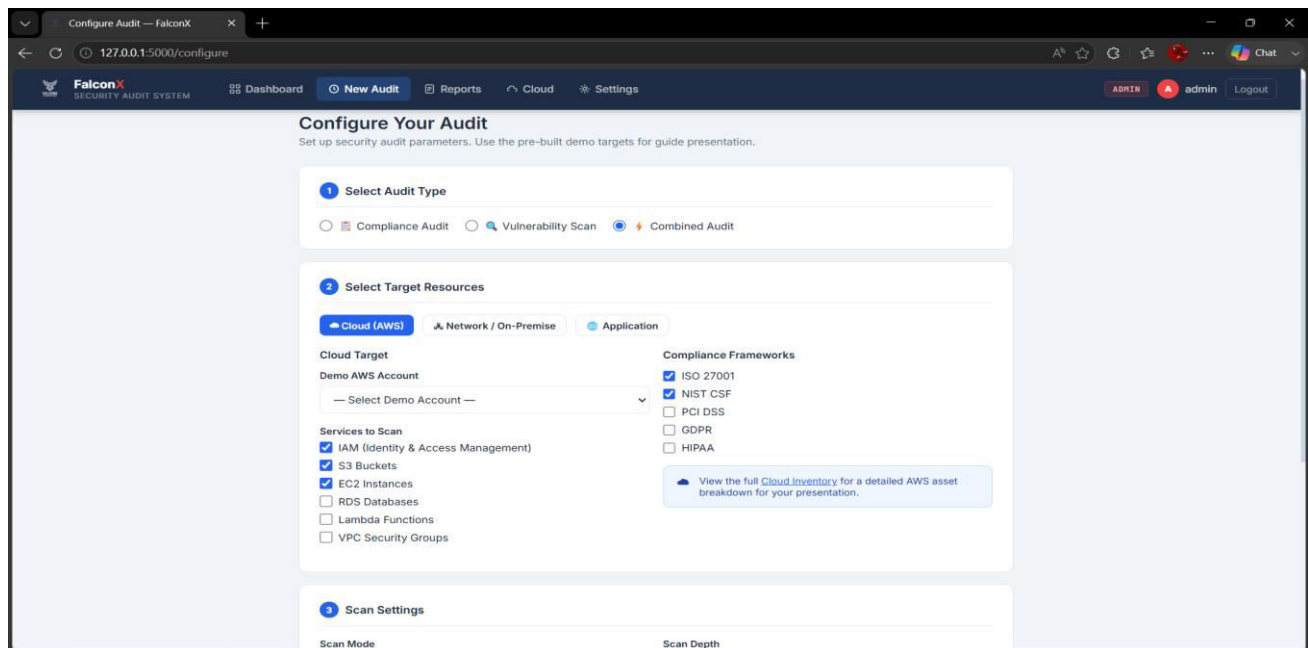 Configure Audit — FalconX
127.0.0.1:5000/configure
Chat
FalconX
SECURITY AUDIT SYSTEM
Dashboard
New Audit
Reports
Cloud
Settings
ADMIN
A
admin
Logout
Configure Your Audit
Set up security audit parameters. Use the pre-built demo targets for guide presentation.
1 Select Audit Type
Compliance Audit
Vulnerability Scan
Combined Audit
2 Select Target Resources
Cloud (AWS)
Network / On-Premise
Application
Cloud Target
Demo AWS Account
— Select Demo Account —
Services to Scan
IAM (Identity & Access Management)
S3 Buckets
EC2 Instances
RDS Databases
Lambda Functions
VPC Security Groups
Compliance Frameworks
ISO 27001
NIST CSF
PCI DSS
GDPR
HIPAA
View the full Cloud Inventory for a detailed AWS asset
breakdown for your presentation.
3 Scan Settings
Scan Mode
Scan Depth